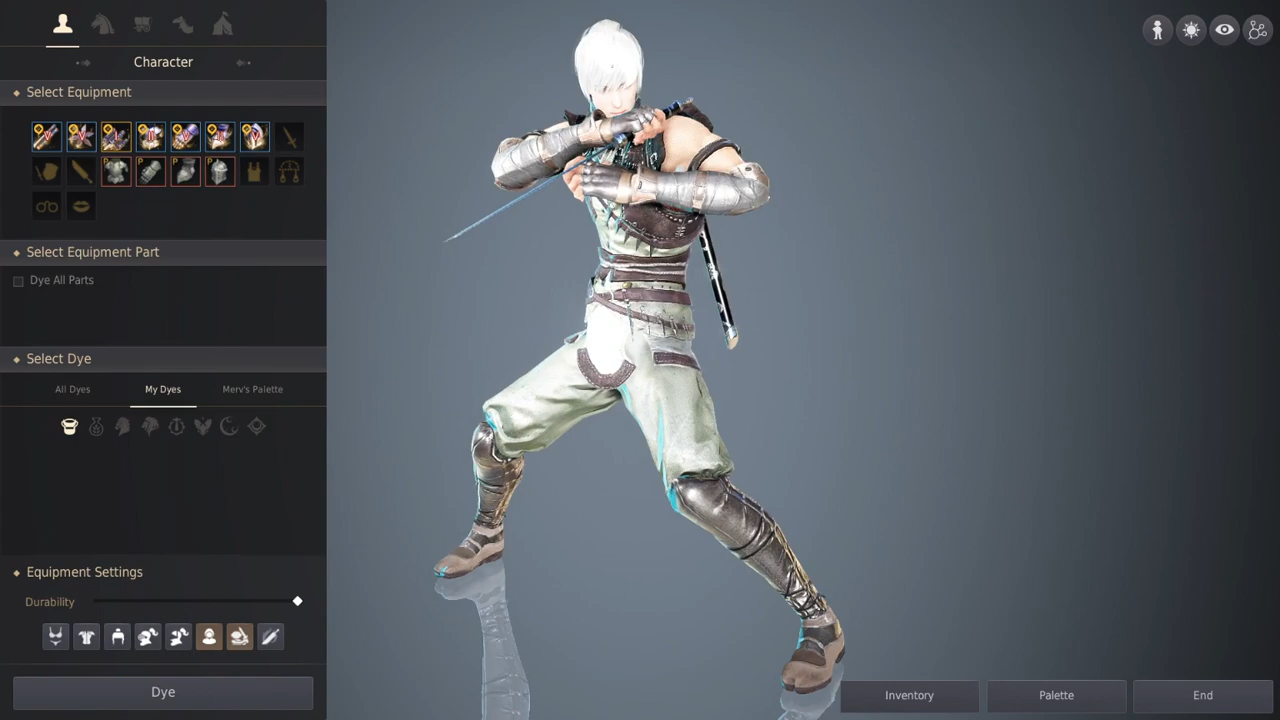 Character
Select Equipment
Select Equipment Part
Dye All Parts
Select Dye
All Dyes
My Dyes
Merv's Palette
Equipment Settings
Durability
Dye
Inventory
Palette
End